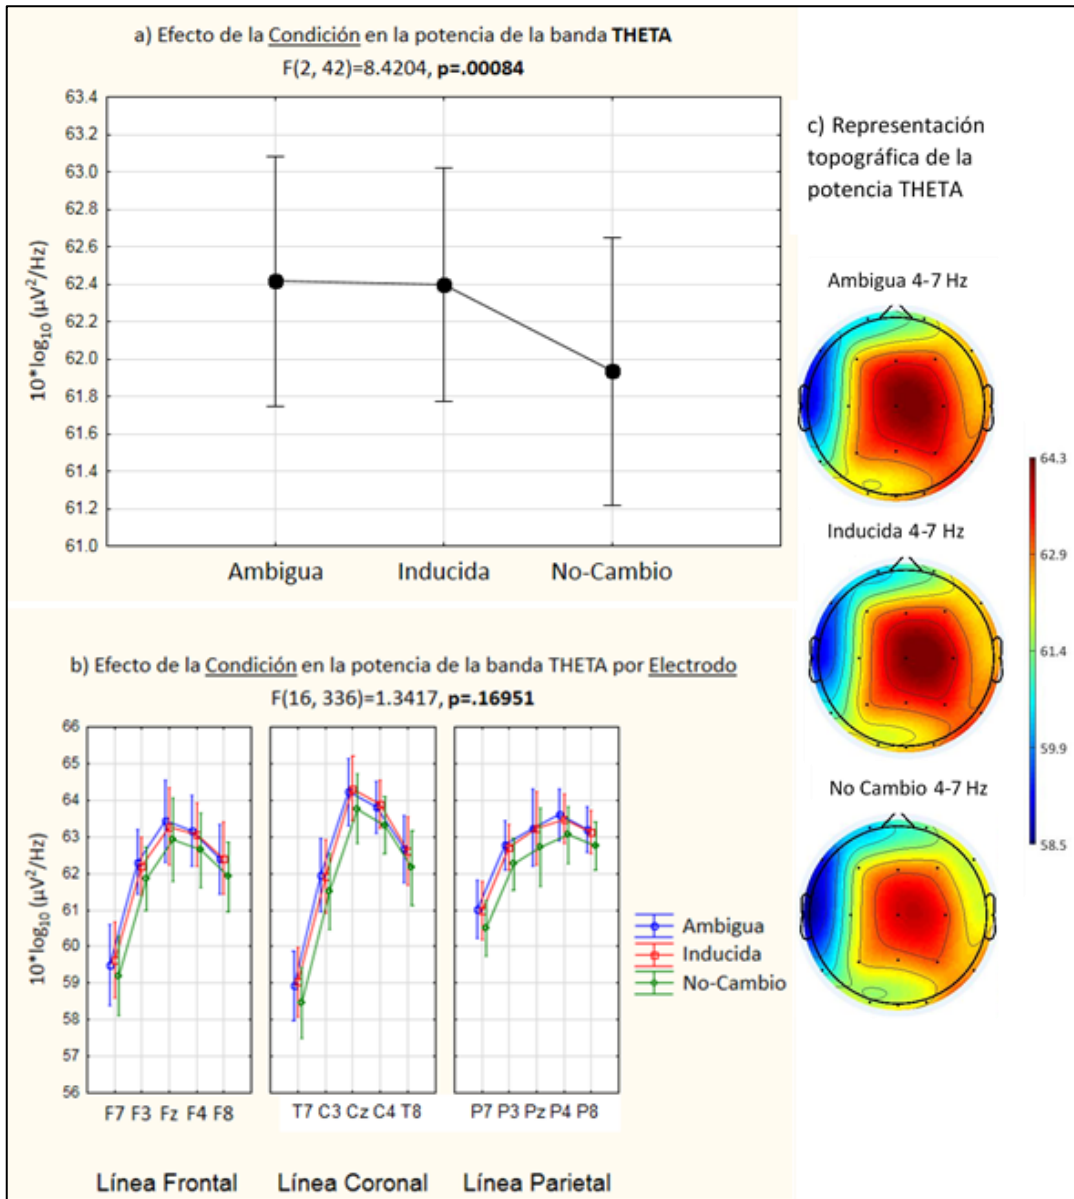 a) Efecto de la Condición en la potencia de la banda THETA
F(2, 42)=8.4204, p=.00084
10*log₁₀ (µV²/Hz)
63.4
63.2
63.0
62.8
62.6
62.4
62.2
62.0
61.8
61.6
61.4
61.2
61.0
Ambigua Inducida No-Cambio
b) Efecto de la Condición en la potencia de la banda THETA por Electrodo
F(16, 336)=1.3417, p=.16951
10*log₁₀ (µV²/Hz)
66
65
64
63
62
61
60
59
58
57
56
F7 F3 Fz F4 F8
T7 C3 Cz C4 T8
P7 P3 Pz P4 P8
Línea Frontal
Línea Coronal
Línea Parietal
Ambigua
Inducida
No-Cambio
c) Representación
topográfica de la
potencia THETA
Ambigua 4-7 Hz
Inducida 4-7 Hz
No Cambio 4-7 Hz
64.3
62.9
61.4
59.9
58.5